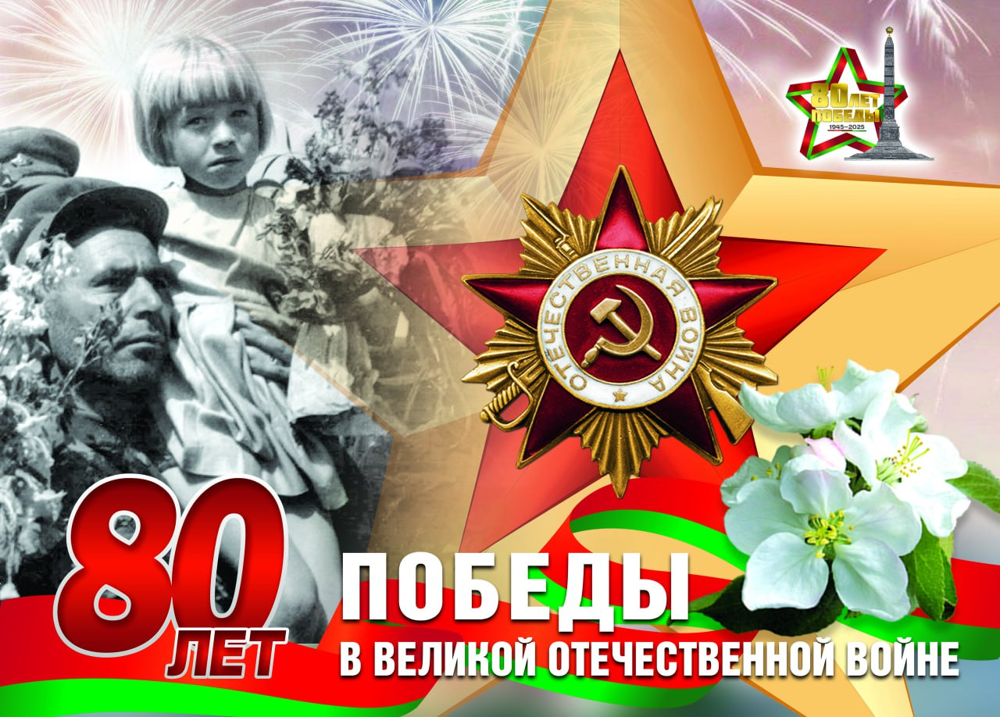 80 ЛЕТ
ПОБЕДЫ
1945–2025
ОТЕЧЕСТВЕННАЯ ВОЙНА
80
ЛЕТ
ПОБЕДЫ
В ВЕЛИКОЙ ОТЕЧЕСТВЕННОЙ ВОЙНЕ